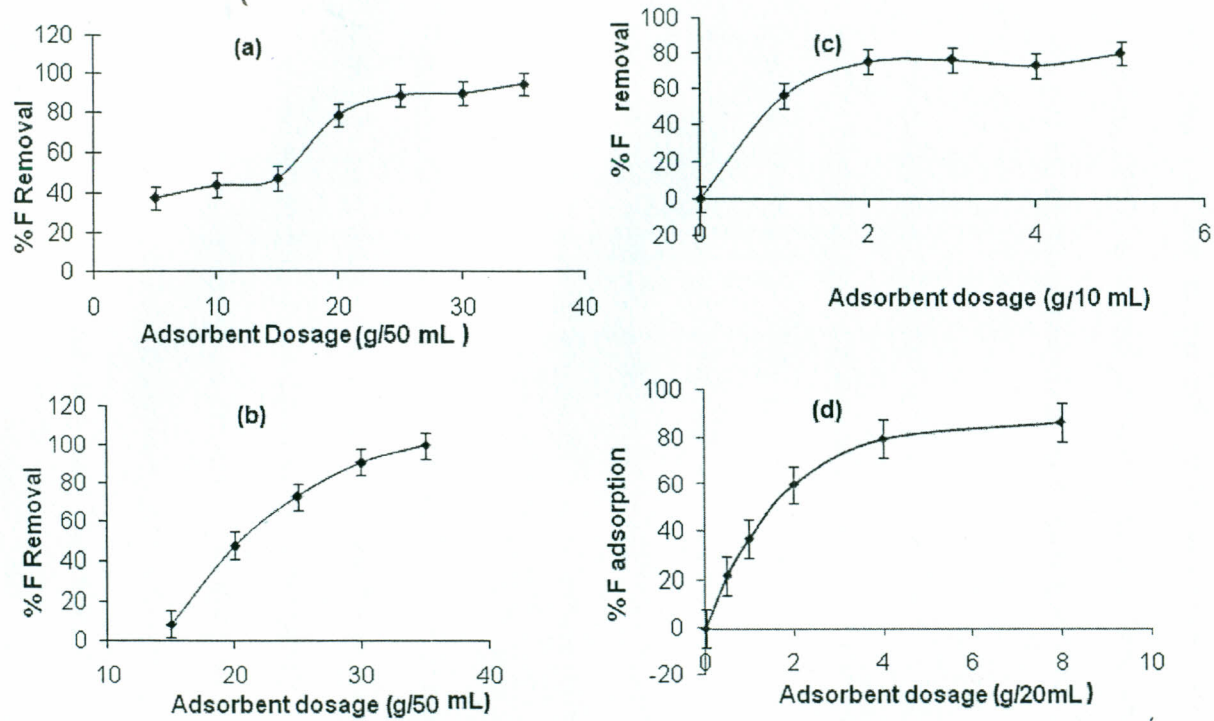 (a)
120
100
80
60
40
20
0
% F Removal
0 10 20 30 40
Adsorbent Dosage (g/50 mL )
(c)
100
80
60
40
20
0
20
% F removal
0 2 4 6
Adsorbent dosage (g/10 mL)
(b)
120
100
80
60
40
20
0
% F Removal
10 20 30 40
Adsorbent dosage (g/50 mL)
(d)
100
80
60
40
20
0
-20
% F adsorption
0 2 4 6 8 10
Adsorbent dosage (g/20mL)